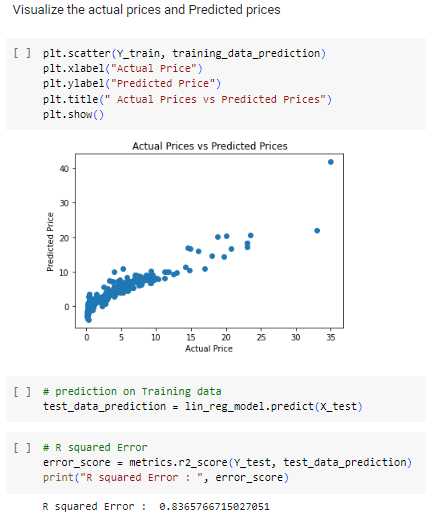 Visualize the actual prices and Predicted prices
[ ] plt.scatter(Y_train, training_data_prediction)
plt.xlabel("Actual Price")
plt.ylabel("Predicted Price")
plt.title(" Actual Prices vs Predicted Prices")
plt.show()
Actual Prices vs Predicted Prices
40
30
20
10
0
Predicted Price
0 5 10 15 20 25 30 35
Actual Price
[ ] # prediction on Training data
test_data_prediction = lin_reg_model.predict(X_test)
[ ] # R squared Error
error_score = metrics.r2_score(Y_test, test_data_prediction)
print("R squared Error : ", error_score)
R squared Error :  0.8365766715027051